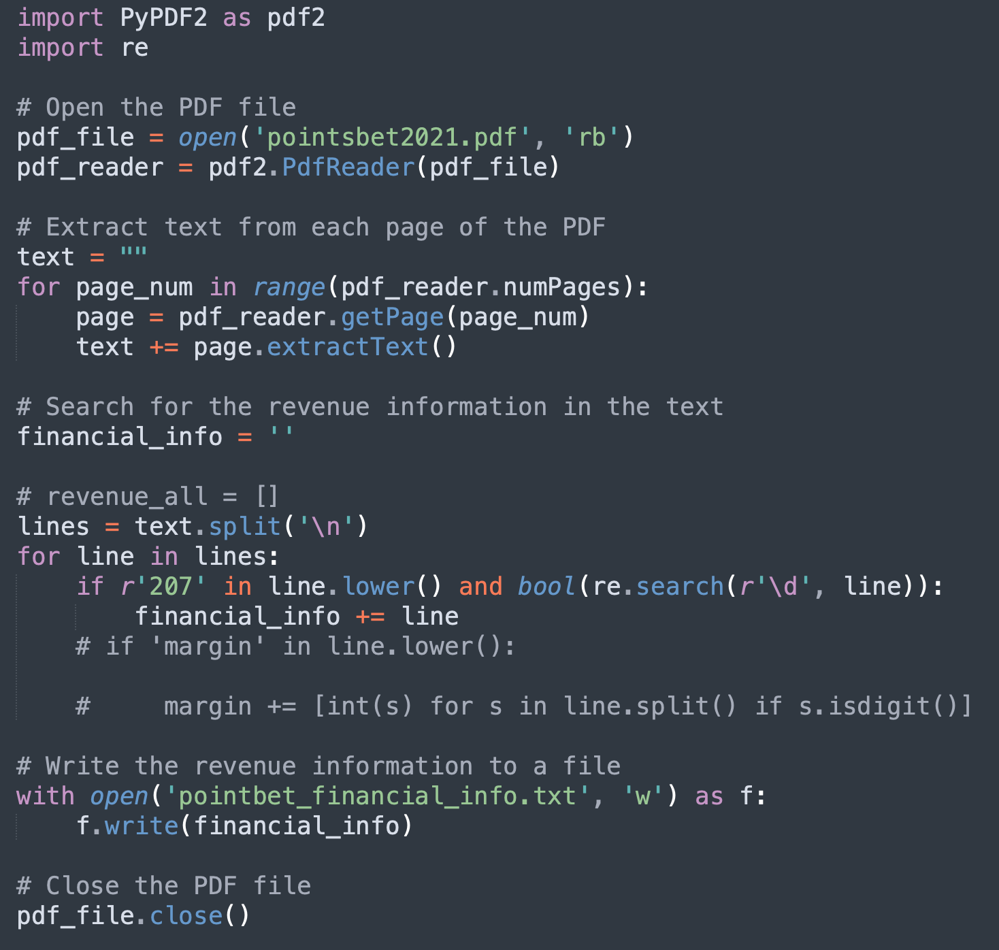 import PyPDF2 as pdf2
import re
# Open the PDF file
pdf_file = open('pointsbet2021.pdf', 'rb')
pdf_reader = pdf2.PdfReader(pdf_file)
# Extract text from each page of the PDF
text = ""
for page_num in range(pdf_reader.numPages):
    page = pdf_reader.getPage(page_num)
    text += page.extractText()
# Search for the revenue information in the text
financial_info = ''
# revenue_all = []
lines = text.split('\n')
for line in lines:
    if r'207' in line.lower() and bool(re.search(r'\d', line)):
        financial_info += line
    # if 'margin' in line.lower():
    #     margin += [int(s) for s in line.split() if s.isdigit()]
# Write the revenue information to a file
with open('pointbet_financial_info.txt', 'w') as f:
    f.write(financial_info)
# Close the PDF file
pdf_file.close()